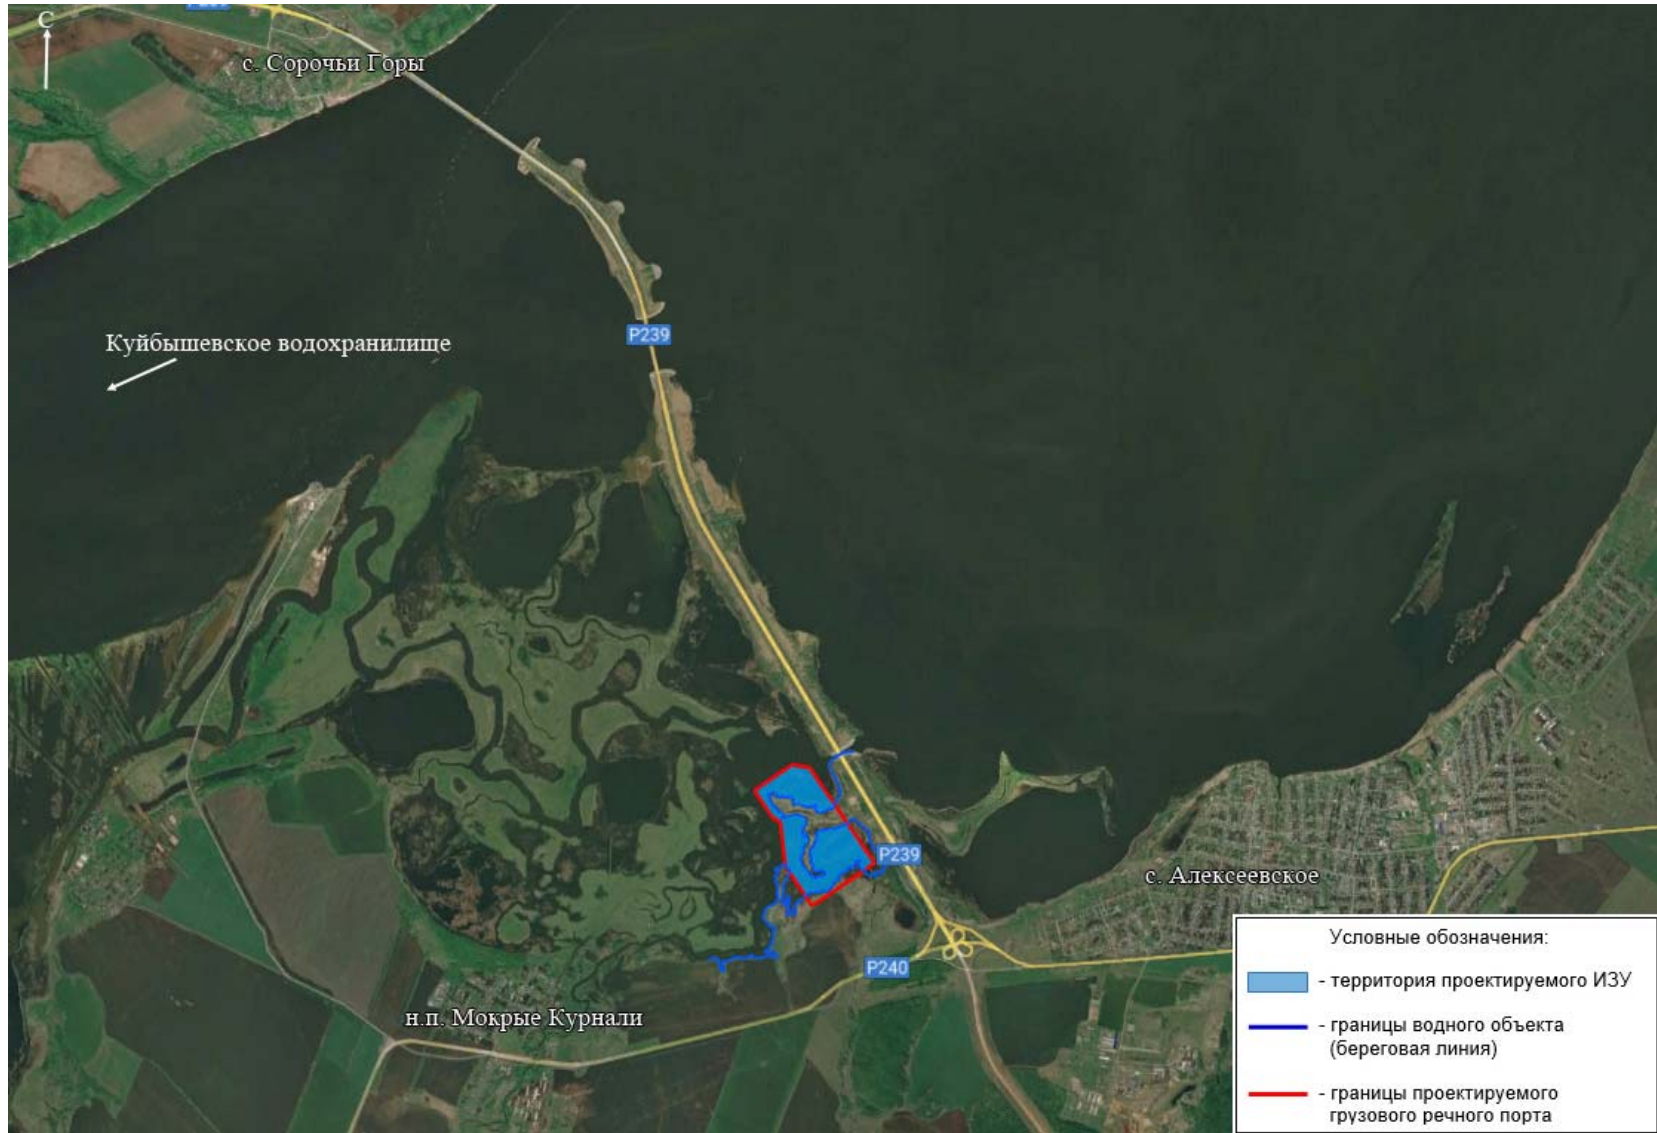 С
с. Сорочьи Горы
Р239
Куйбышевское водохранилище
Р239
с. Алексеевское
Р240
н.п. Мокрые Курнали
Условные обозначения:
- территория проектируемого ИЗУ
- границы водного объекта
(береговая линия)
- границы проектируемого
грузового речного порта